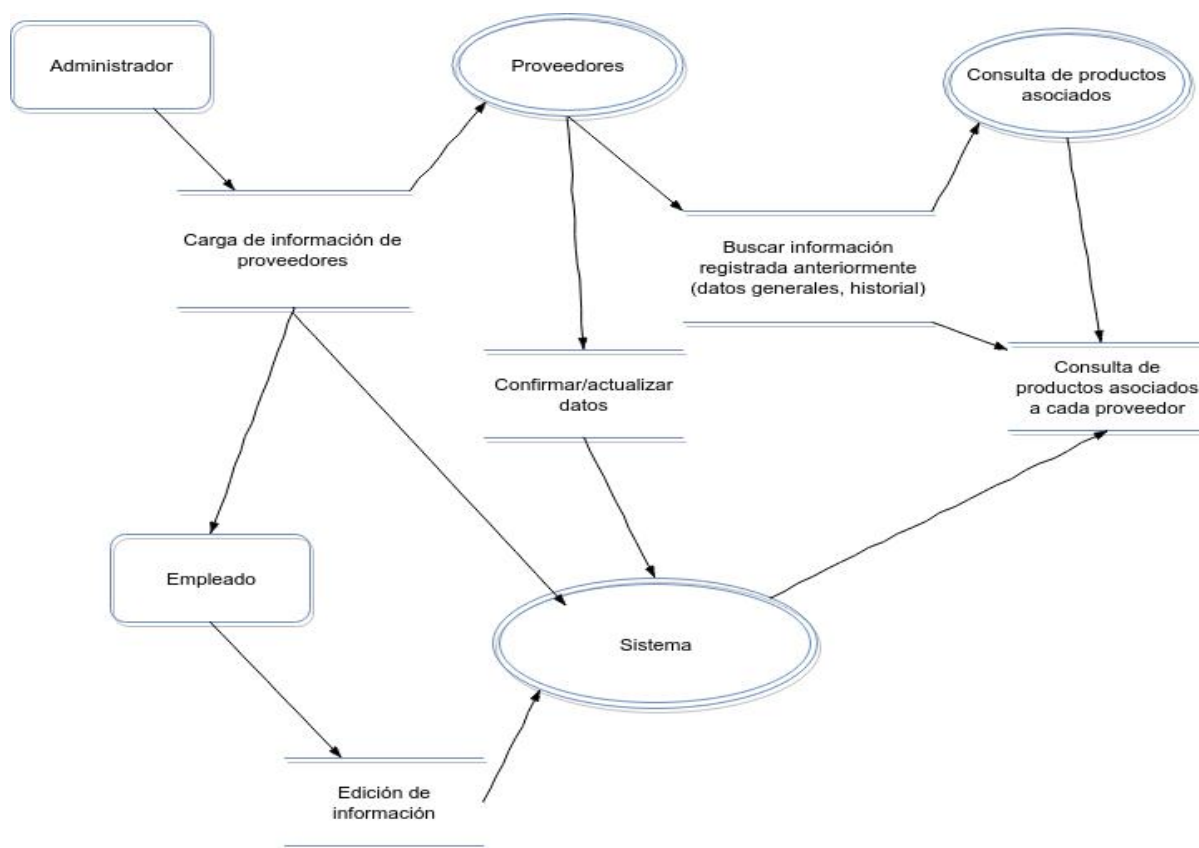 Administrador
Proveedores
Consulta de productos
asociados
Carga de información de
proveedores
Buscar información
registrada anteriormente
(datos generales, historial)
Confirmar/actualizar
datos
Consulta de
productos asociados
a cada proveedor
Empleado
Sistema
Edición de
información